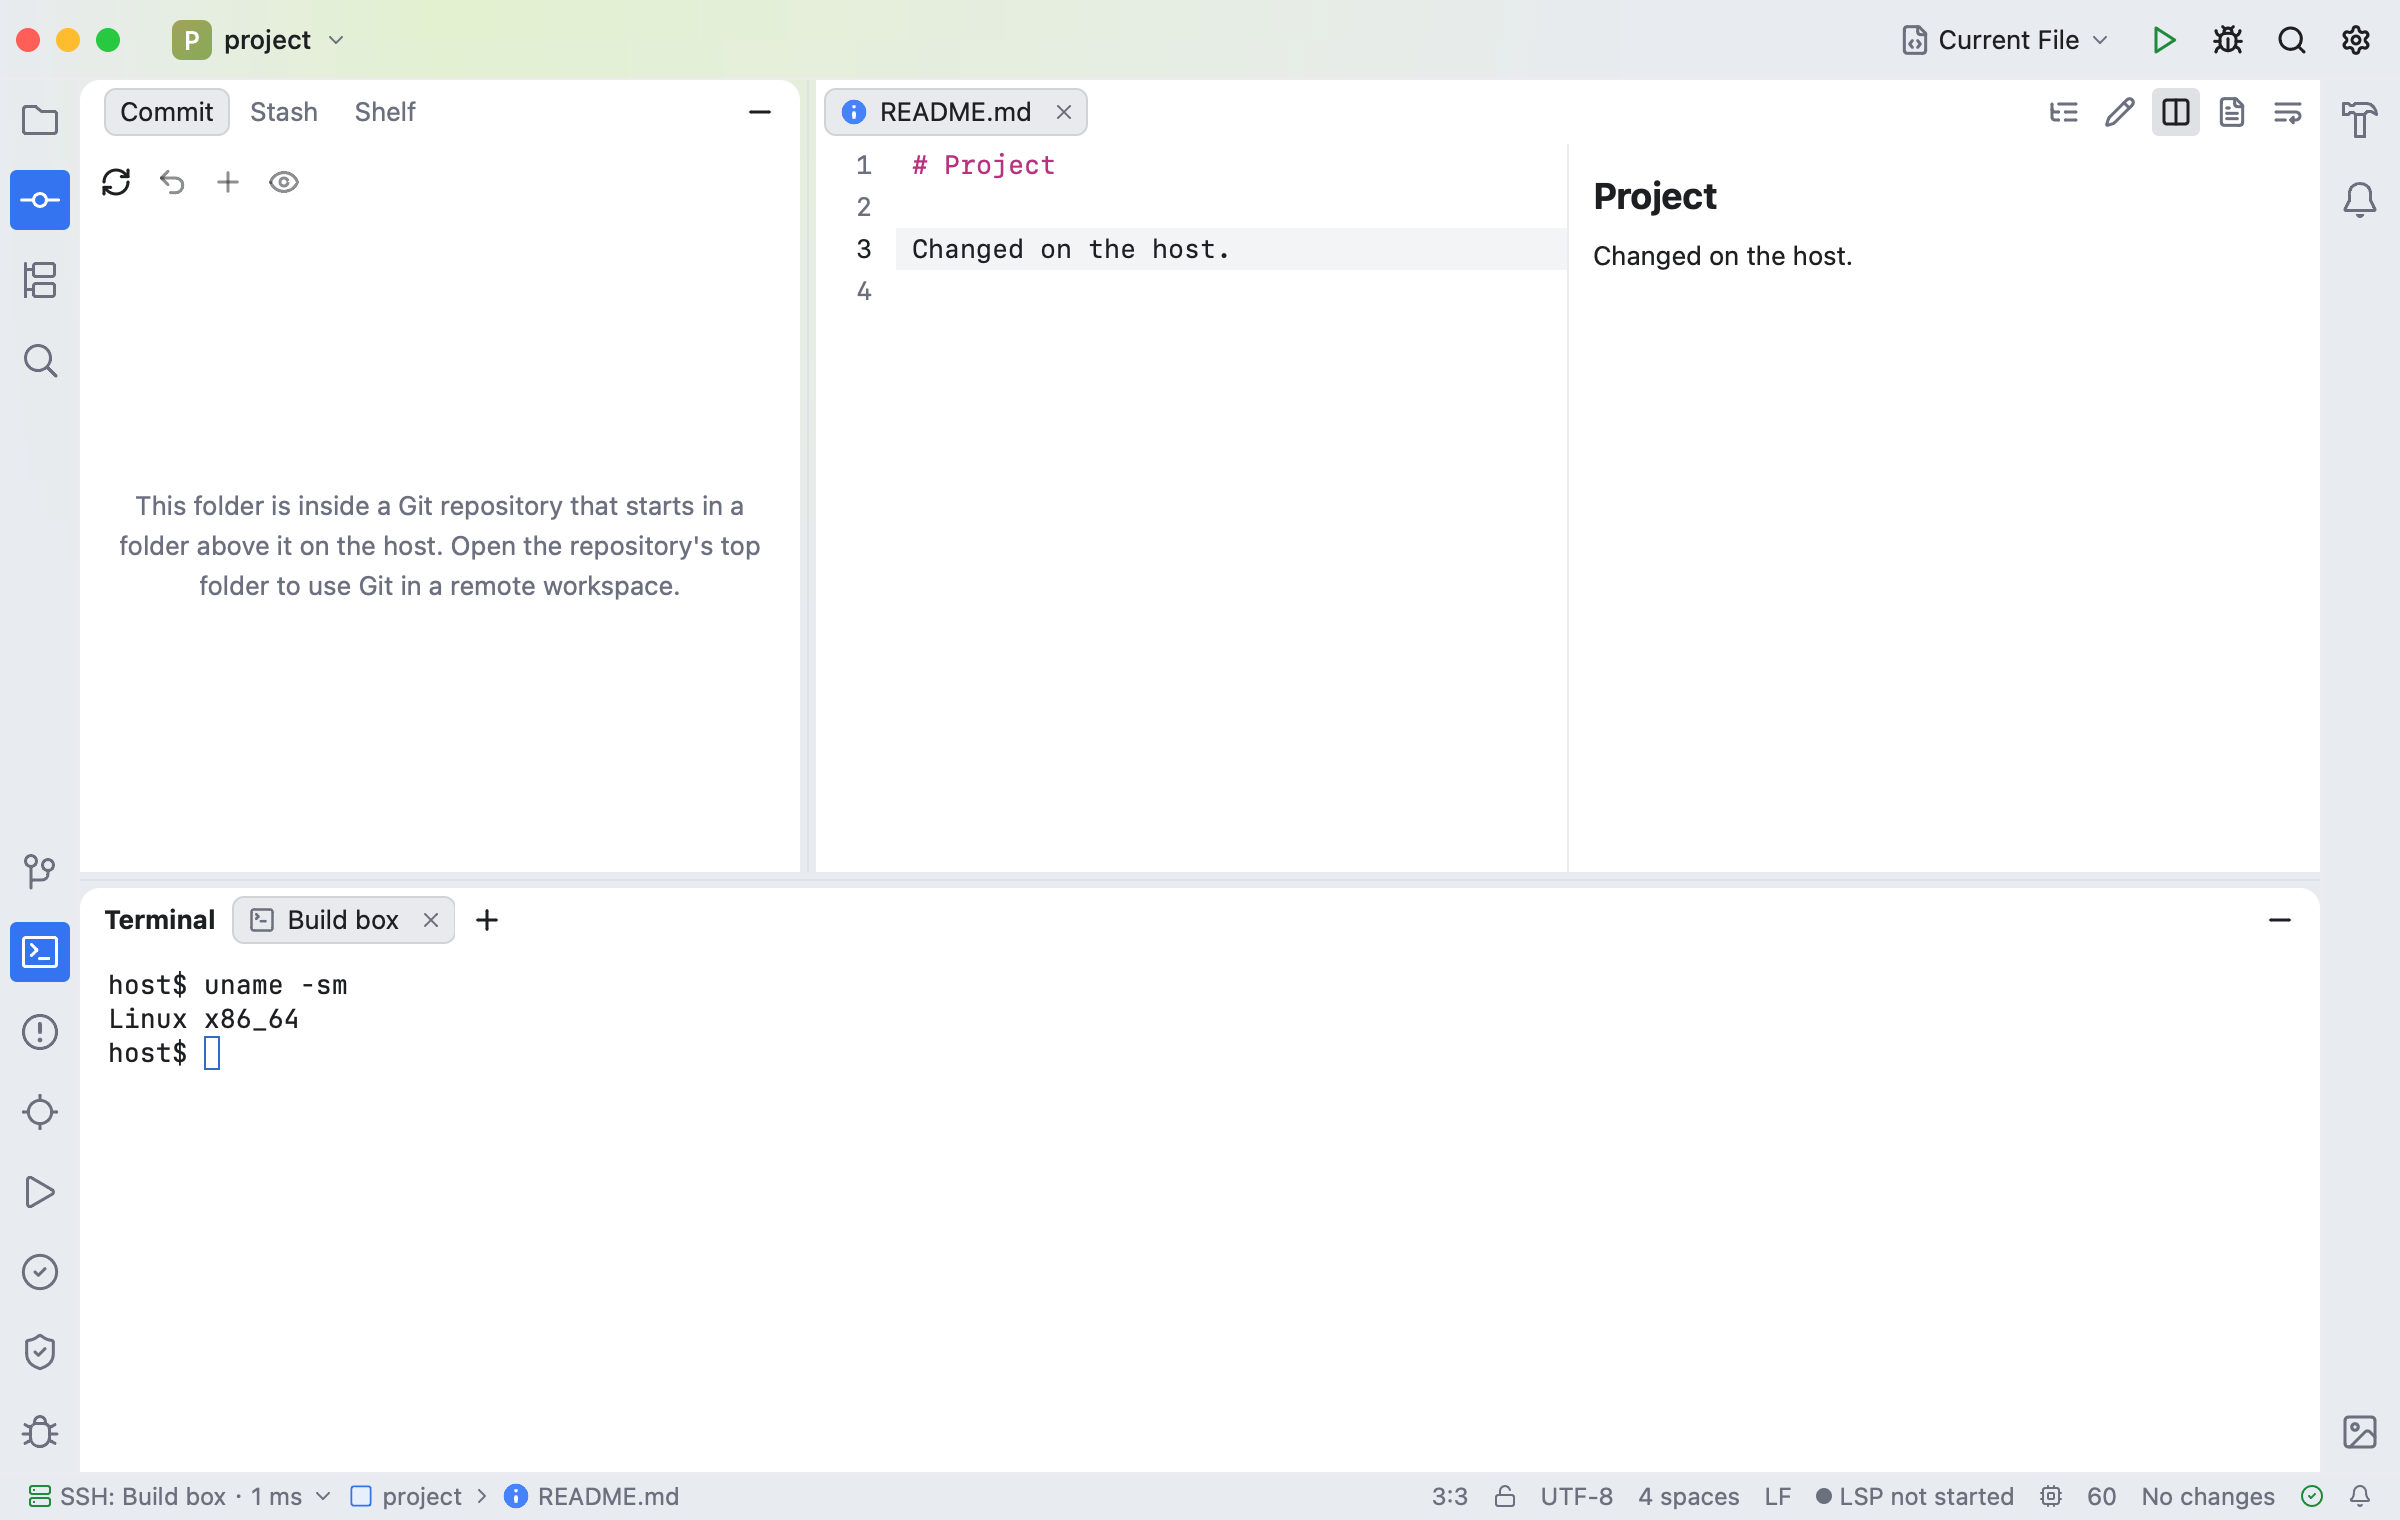 P project
Current File
Commit Stash Shelf
README.md
1 # Project
2
3 Changed on the host.
4
Project
Changed on the host.
This folder is inside a Git repository that starts in a
folder above it on the host. Open the repository's top
folder to use Git in a remote workspace.
Terminal Build box
host$ uname -sm
Linux x86_64
host$
SSH: Build box · 1 ms project README.md
3:3 UTF-8 4 spaces LF LSP not started 60 No changes